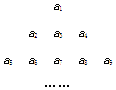 a₁
a₂ a₃ a₄
a₅ a₆ a₇ a₈ a₉
……